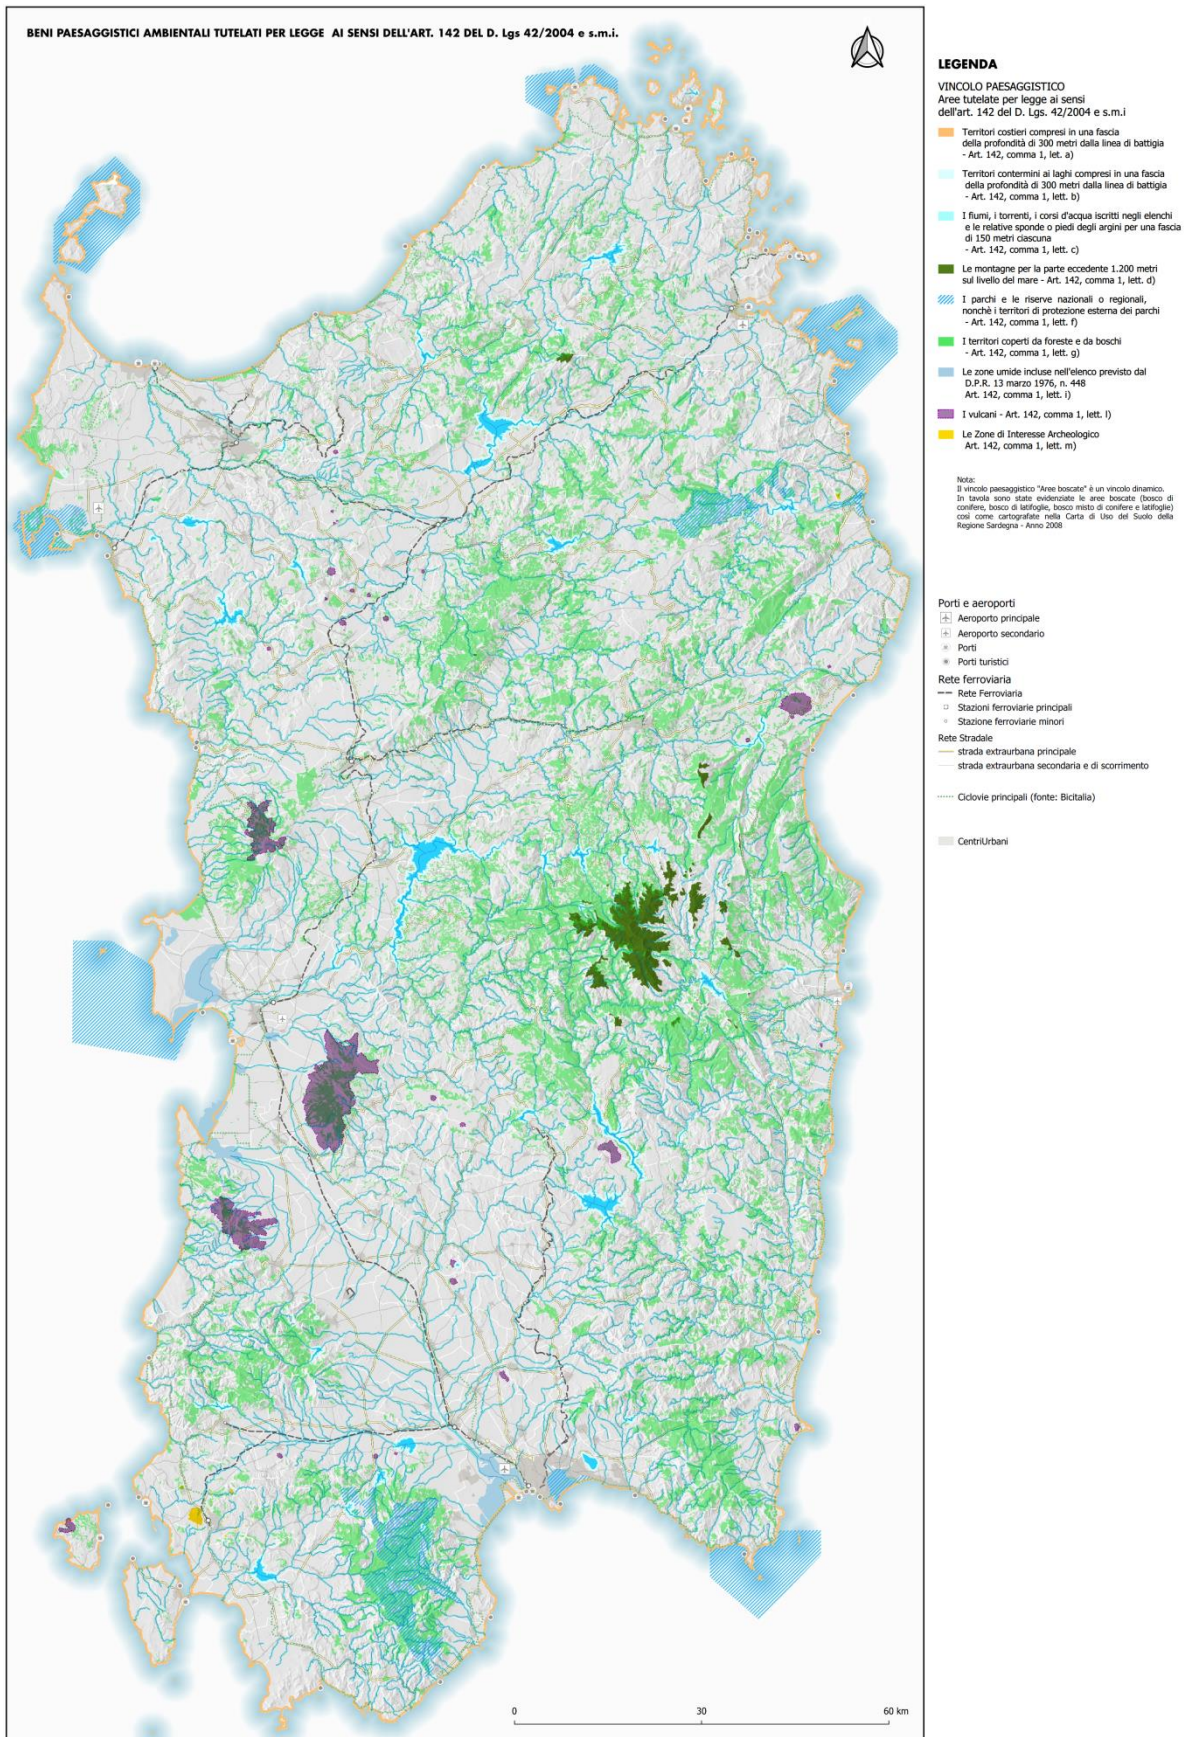 BENI PAESAGGISTICI AMBIENTALI TUTELATI PER LEGGE AI SENSI DELL'ART. 142 DEL D. Lgs 42/2004 e s.m.i.
LEGENDA
VINCOLO PAESAGGISTICO
Aree tutelate per legge ai sensi
dell'art. 142 del D. Lgs. 42/2004 e s.m.i
Territori costieri compresi in una fascia
della profondità di 300 metri dalla linea di battigia
- Art. 142, comma 1, let. a)
Territori contermini ai laghi compresi in una fascia
della profondità di 300 metri dalla linea di battigia
- Art. 142, comma 1, lett. b)
I fiumi, i torrenti, i corsi d'acqua iscritti negli elenchi
e le relative sponde o piedi degli argini per una fascia
di 150 metri ciascuna
- Art. 142, comma 1, lett. c)
Le montagne per la parte eccedente 1.200 metri
sul livello del mare - Art. 142, comma 1, lett. d)
I parchi e le riserve nazionali o regionali,
nonchè i territori di protezione esterna dei parchi
- Art. 142, comma 1, lett. f)
I territori coperti da foreste e da boschi
- Art. 142, comma 1, lett. g)
Le zone umide incluse nell'elenco previsto dal
D.P.R. 13 marzo 1976, n. 448
Art. 142, comma 1, lett. i)
I vulcani - Art. 142, comma 1, lett. l)
Le Zone di Interesse Archeologico
Art. 142, comma 1, lett. m)
Nota:
Il vincolo paesaggistico "Aree boscate" è un vincolo dinamico.
In tavola sono state evidenziate le aree boscate (bosco di
conifere, bosco di latifoglie, bosco misto di conifere e latifoglie)
così come cartografate nella Carta di Uso del Suolo della
Regione Sardegna - Anno 2008
Porti e aeroporti
Aeroporto principale
Aeroporto secondario
Porti
Porti turistici
Rete ferroviaria
Rete Ferroviaria
Stazioni ferroviarie principali
Stazione ferroviarie minori
Rete Stradale
strada extraurbana principale
strada extraurbana secondaria e di scorrimento
Ciclovie principali (fonte: Bicitalia)
CentriUrbani
0 30 60 km